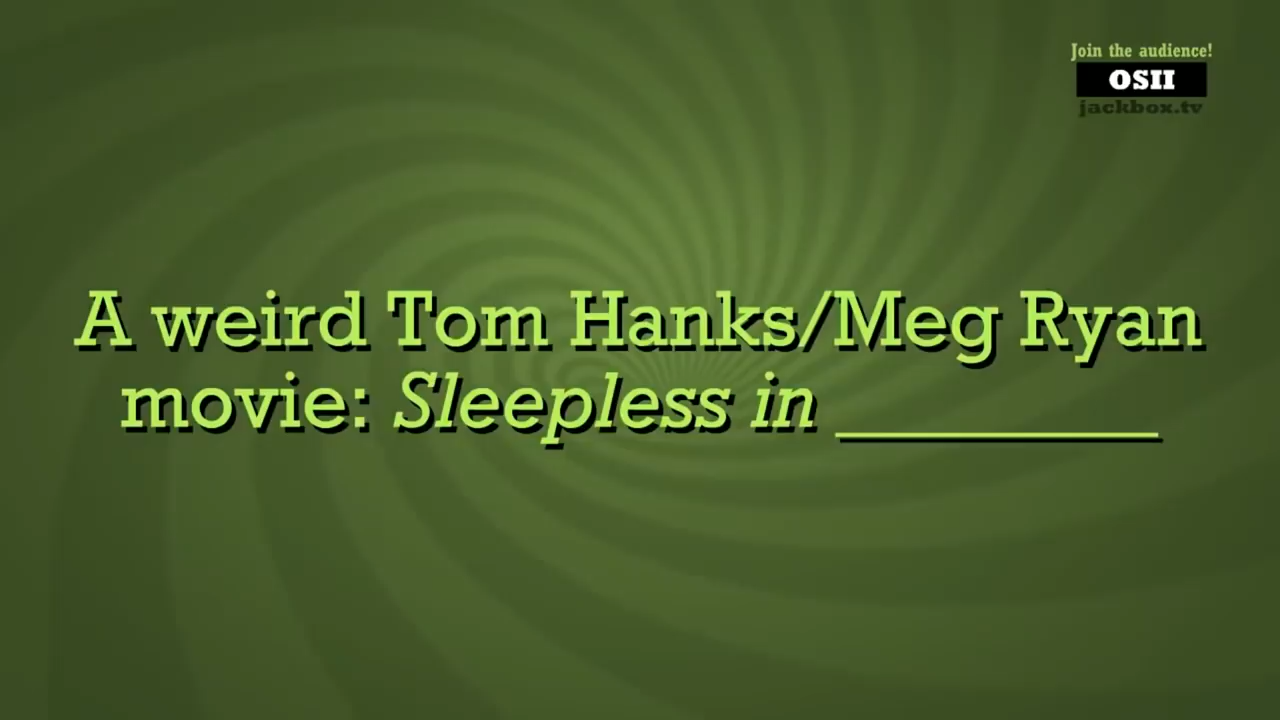 Join the audience!
OSII
jackbox.tv
A weird Tom Hanks/Meg Ryan
movie: Sleepless in ________